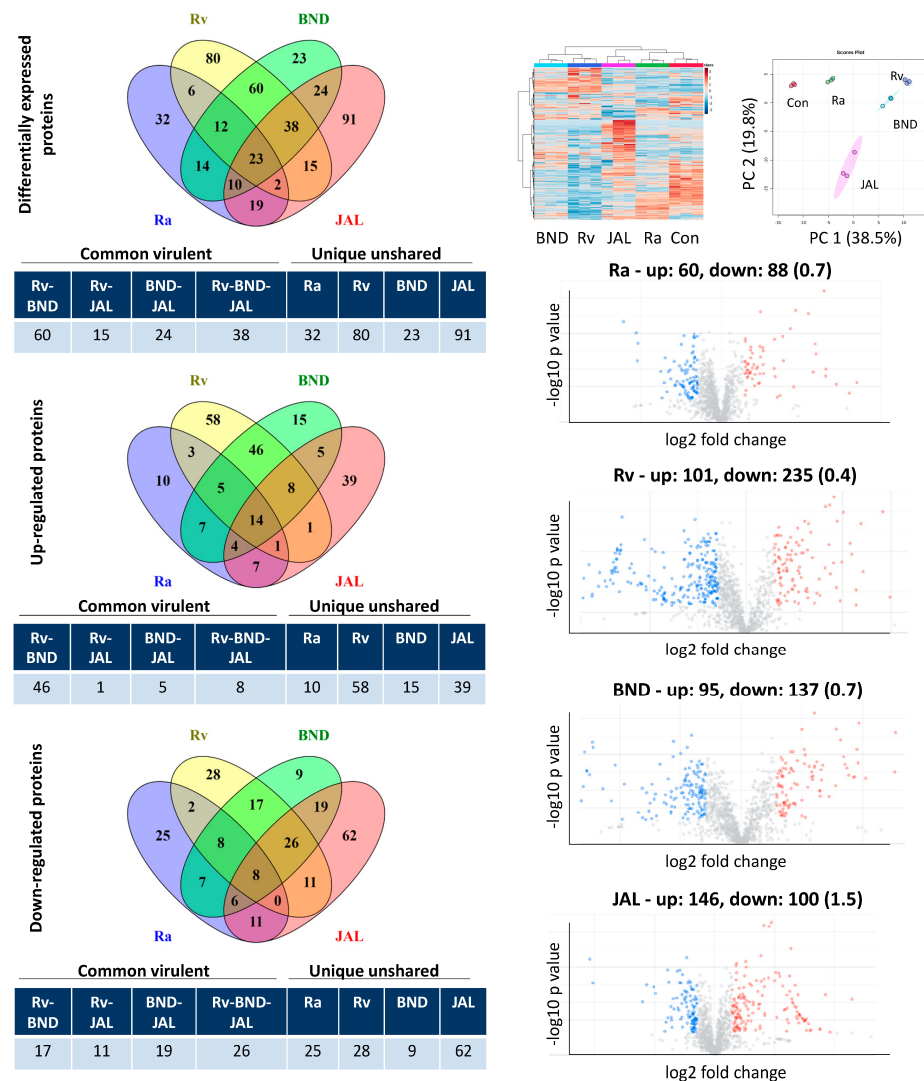 Differentially expressed
proteins
Rv
BND
80
23
6
60
24
32
12
38
91
14
23
15
10
2
19
Ra
JAL
Common virulent
Unique unshared
Rv-BND
Rv-JAL
BND-JAL
Rv-BND-JAL
Ra
Rv
BND
JAL
60
15
24
38
32
80
23
91
Up-regulated proteins
Rv
BND
58
15
3
46
5
10
5
8
39
7
14
1
4
1
7
Ra
JAL
Common virulent
Unique unshared
Rv-BND
Rv-JAL
BND-JAL
Rv-BND-JAL
Ra
Rv
BND
JAL
46
1
5
8
10
58
15
39
Down-regulated proteins
Rv
BND
28
9
2
17
19
25
8
26
62
7
8
11
6
0
11
Ra
JAL
Common virulent
Unique unshared
Rv-BND
Rv-JAL
BND-JAL
Rv-BND-JAL
Ra
Rv
BND
JAL
17
11
19
26
25
28
9
62
class
BND Rv JAL Ra Con
Scores Plot
Con
Ra
Rv
BND
JAL
PC 2 (19.8%)
5
0
-5
-10
-15
-10
-5
0
5
10
PC 1 (38.5%)
Ra - up: 60, down: 88 (0.7)
-log10 p value
log2 fold change
Rv - up: 101, down: 235 (0.4)
-log10 p value
log2 fold change
BND - up: 95, down: 137 (0.7)
-log10 p value
log2 fold change
JAL - up: 146, down: 100 (1.5)
-log10 p value
log2 fold change